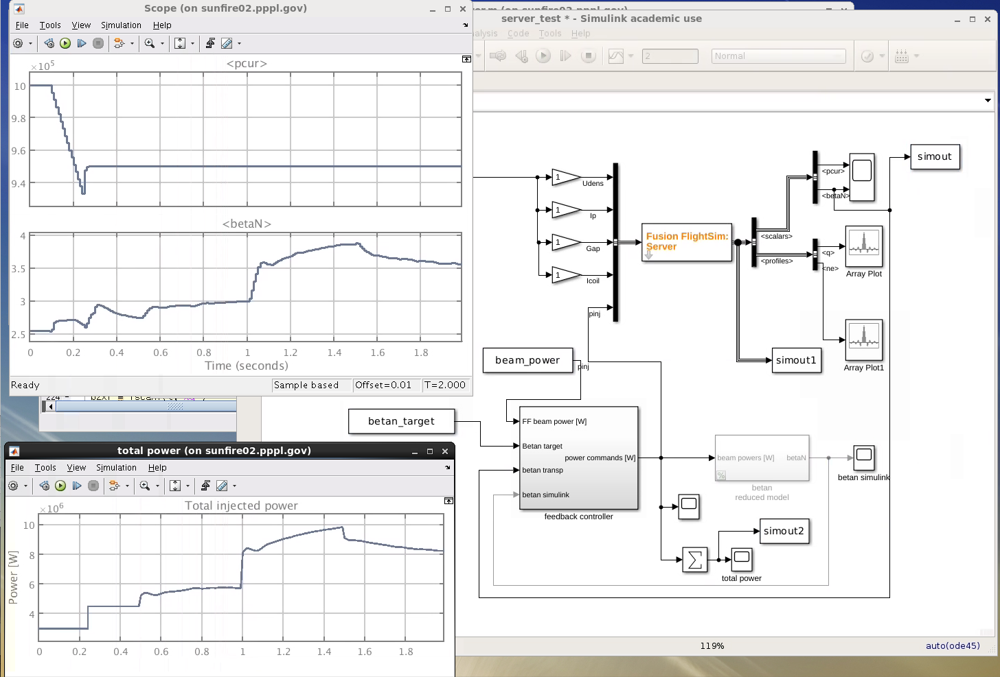 Scope (on sunfire02.pppl.gov)
File Tools View Simulation Help
×10⁵
<pcur>
10
9.8
9.6
9.4
<betaN>
4
3.5
3
2.5
0 0.2 0.4 0.6 0.8 1 1.2 1.4 1.6 1.8
Time (seconds)
Ready Sample based Offset=0.01 T=2.000
server_test * - Simulink academic use
nalysis Code Tools Help
2 Normal
1 Udens
1 Ip
1 Gap
1 Icoil
pinj
Fusion FlightSim:
Server
<scalars>
<profiles>
<pcur>
<betaN>
simout
<q>
<ne>
Array Plot
Array Plot1
simout1
beam_power
pinj
betan_target
FF beam power [W]
Betan target
power commands [W]
betan transp
betan simulink
feedback controller
beam powers [W] betaN
%
betan
reduced model
betan simulink
simout2
Σ
total power
119% auto(ode45)
224
total power (on sunfire02.pppl.gov)
File Tools View Simulation Help
×10⁶
Total injected power
Power [W]
10
8
6
4
0 0.2 0.4 0.6 0.8 1 1.2 1.4 1.6 1.8